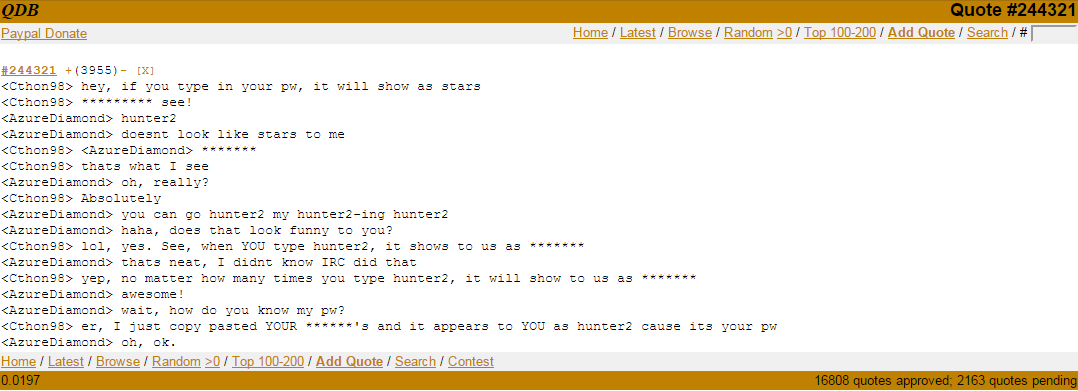 QDB Quote #244321
Paypal Donate Home / Latest / Browse / Random >0 / Top 100-200 / Add Quote / Search / #
#244321 +(3955)- [X]
<Cthon98> hey, if you type in your pw, it will show as stars
<Cthon98> ********* see!
<AzureDiamond> hunter2
<AzureDiamond> doesnt look like stars to me
<Cthon98> <AzureDiamond> *******
<Cthon98> thats what I see
<AzureDiamond> oh, really?
<Cthon98> Absolutely
<AzureDiamond> you can go hunter2 my hunter2-ing hunter2
<AzureDiamond> haha, does that look funny to you?
<Cthon98> lol, yes. See, when YOU type hunter2, it shows to us as *******
<AzureDiamond> thats neat, I didnt know IRC did that
<Cthon98> yep, no matter how many times you type hunter2, it will show to us as *******
<AzureDiamond> awesome!
<AzureDiamond> wait, how do you know my pw?
<Cthon98> er, I just copy pasted YOUR ******'s and it appears to YOU as hunter2 cause its your pw
<AzureDiamond> oh, ok.
Home / Latest / Browse / Random >0 / Top 100-200 / Add Quote / Search / Contest
0.0197 16808 quotes approved; 2163 quotes pending